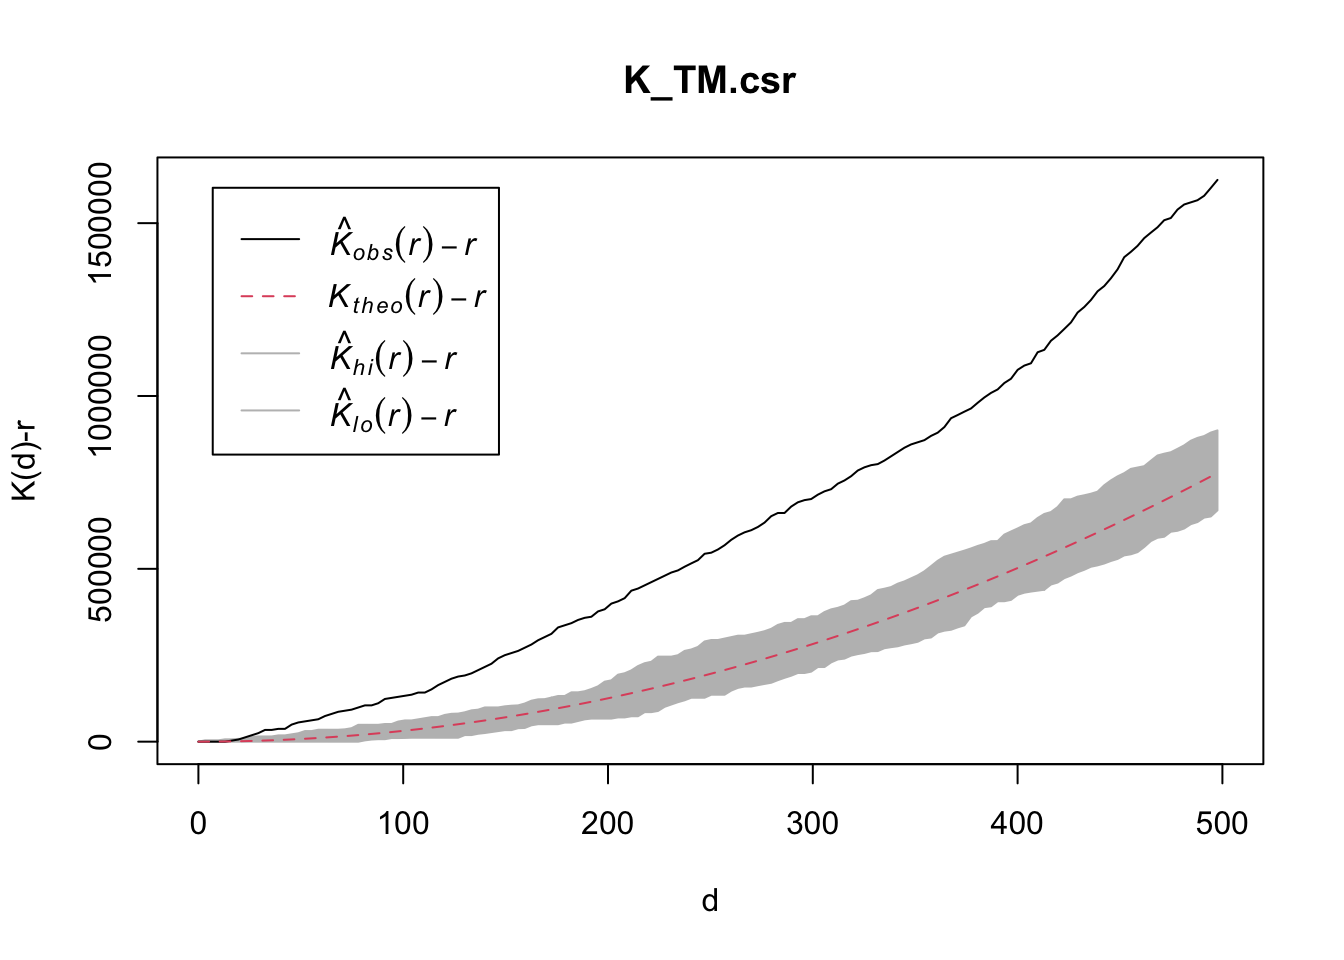 K_TM.csr
K̂obs(r) − r
Ktheo(r) − r
K̂hi(r) − r
K̂lo(r) − r
K(d)-r
0
500000
1000000
1500000
0 100 200 300 400 500
d